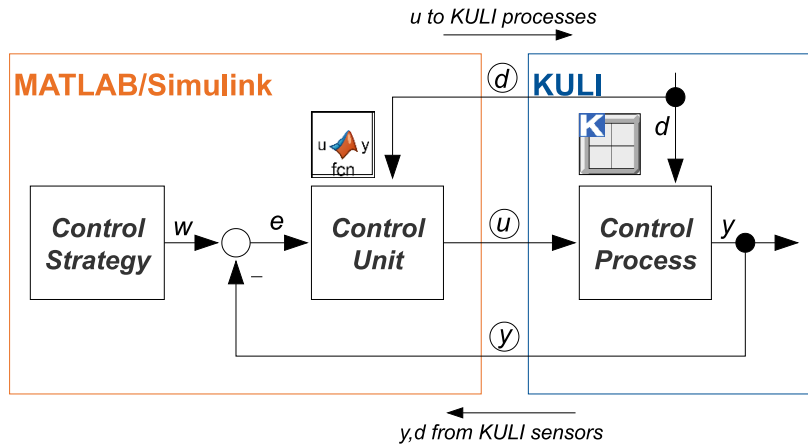 u to KULI processes
MATLAB/Simulink
d
KULI
u y
fcn
K
d
Control
Strategy
w
e
−
Control
Unit
u
Control
Process
y
y
y,d from KULI sensors